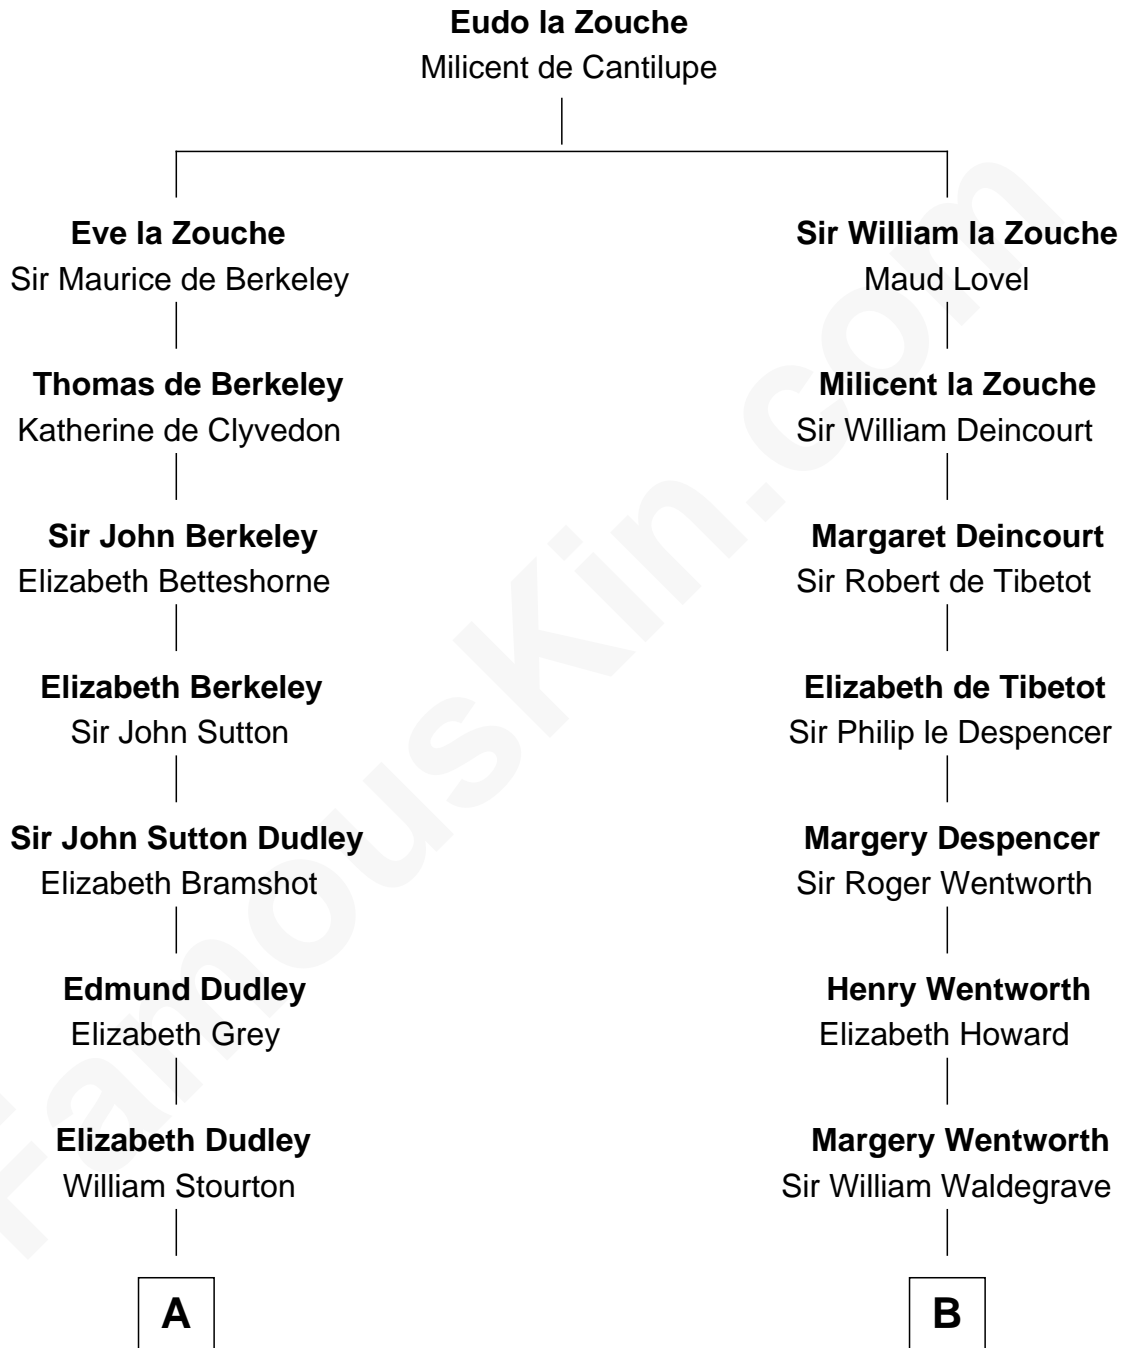 Eudo la Zouche
Milicent de Cantilupe
Eve la Zouche
Sir Maurice de Berkeley
Sir William la Zouche
Maud Lovel
Thomas de Berkeley
Katherine de Clyvedon
Milicent la Zouche
Sir William Deincourt
Sir John Berkeley
Elizabeth Betteshorne
Margaret Deincourt
Sir Robert de Tibetot
Elizabeth Berkeley
Sir John Sutton
Elizabeth de Tibetot
Sir Philip le Despencer
Sir John Sutton Dudley
Elizabeth Bramshot
Margery Despencer
Sir Roger Wentworth
Edmund Dudley
Elizabeth Grey
Henry Wentworth
Elizabeth Howard
Elizabeth Dudley
William Stourton
Margery Wentworth
Sir William Waldegrave
A
B
FamousKin.com